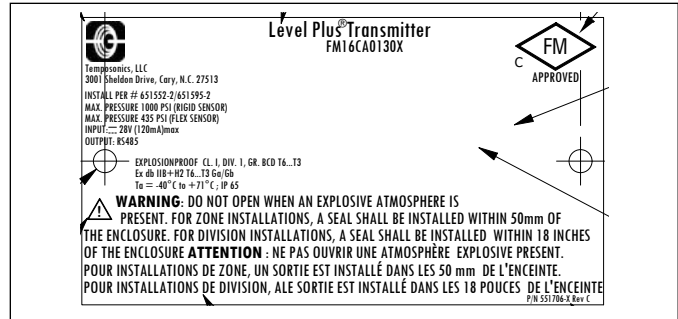 Level Plus® Transmitter
FM16CA0130X
FM
C
APPROVED
Temposonics, LLC
3001 Sheldon Drive, Cary, N.C. 27513
INSTALL PER # 651552-2/651595-2
MAX. PRESSURE 1000 PSI (RIGID SENSOR)
MAX. PRESSURE 435 PSI (FLEX SENSOR)
INPUT: ⎓ 28V (120mA)max
OUTPUT: RS485
EXPLOSIONPROOF CL. I, DIV. 1, GR. BCD T6...T3
Ex db IIB+H2 T6...T3 Ga/Gb
Ta = -40°C to +71°C ; IP 65
WARNING: DO NOT OPEN WHEN AN EXPLOSIVE ATMOSPHERE IS
PRESENT. FOR ZONE INSTALLATIONS, A SEAL SHALL BE INSTALLED WITHIN 50mm OF
THE ENCLOSURE. FOR DIVISION INSTALLATIONS, A SEAL SHALL BE INSTALLED WITHIN 18 INCHES
OF THE ENCLOSURE ATTENTION : NE PAS OUVRIR UNE ATMOSPHÈRE EXPLOSIVE PRESENT.
POUR INSTALLATIONS DE ZONE, UN SORTIE EST INSTALLÉ DANS LES 50 mm DE L'ENCEINTE.
POUR INSTALLATIONS DE DIVISION, ALE SORTIE EST INSTALLÉ DANS LES 18 POUCES DE L'ENCEINTE
P/N 551706-X Rev C